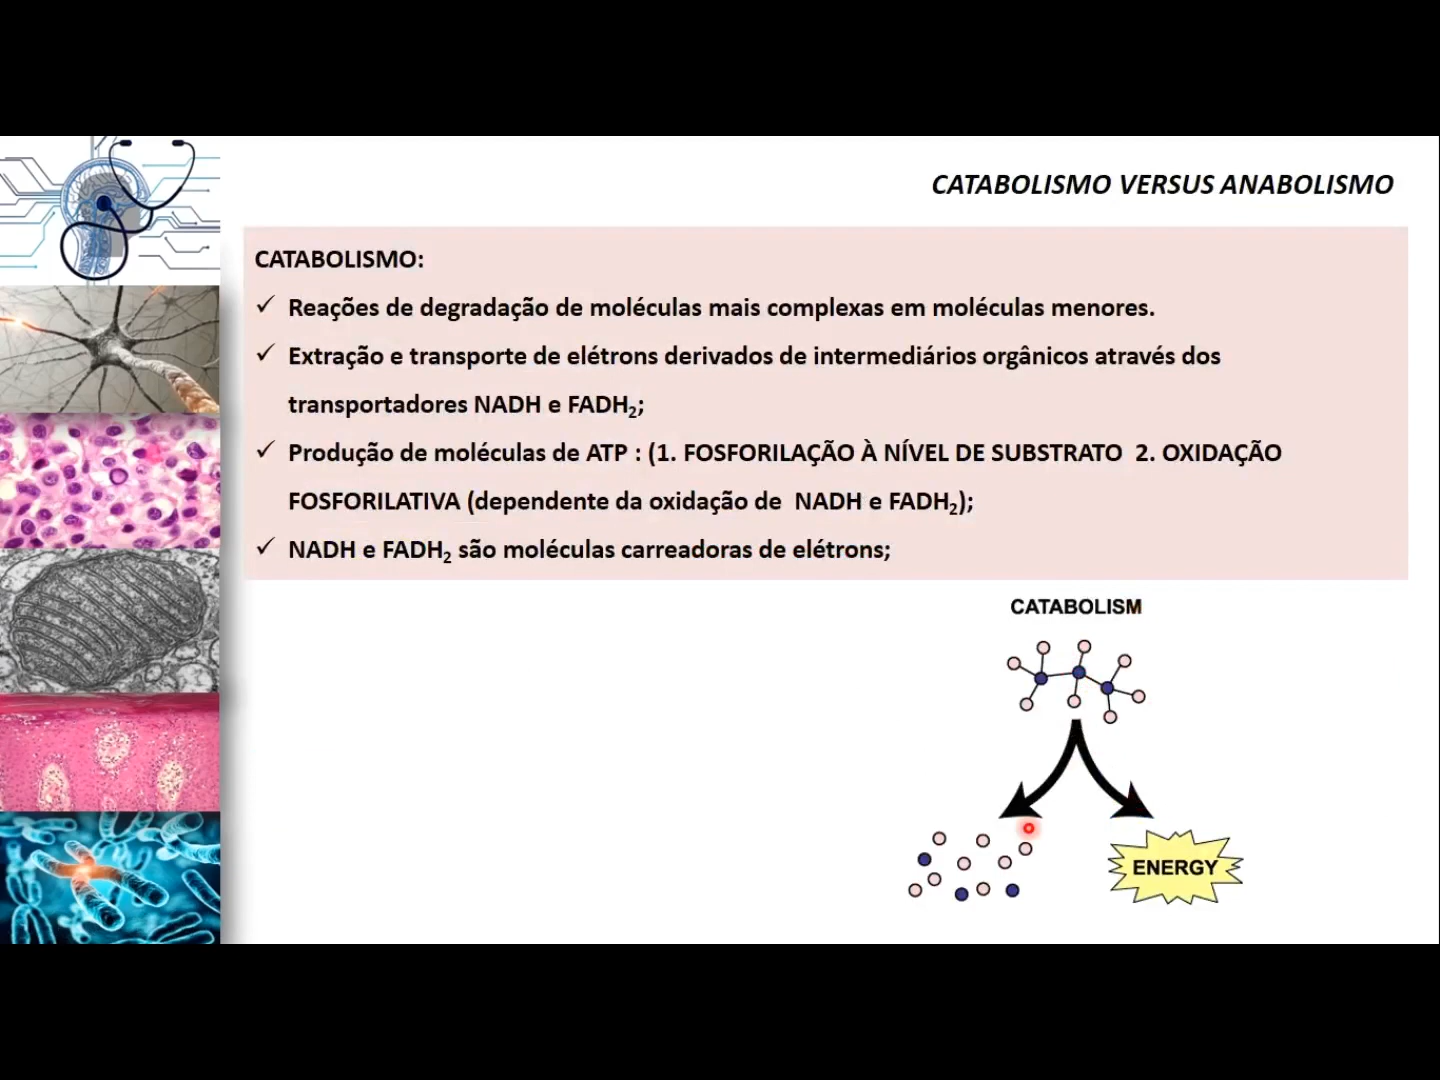 CATABOLISMO VERSUS ANABOLISMO
CATABOLISMO:
✓ Reações de degradação de moléculas mais complexas em moléculas menores.
✓ Extração e transporte de elétrons derivados de intermediários orgânicos através dos
transportadores NADH e FADH₂;
✓ Produção de moléculas de ATP : (1. FOSFORILAÇÃO À NÍVEL DE SUBSTRATO 2. OXIDAÇÃO
FOSFORILATIVA (dependente da oxidação de NADH e FADH₂);
✓ NADH e FADH₂ são moléculas carreadoras de elétrons;
CATABOLISM
ENERGY